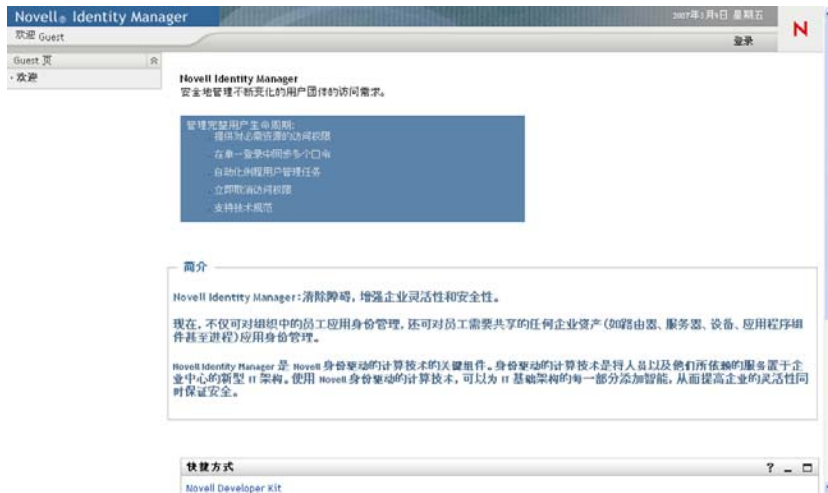 Novell® Identity Manager
2007年1月5日 星期五
欢迎 Guest
登录
N
Guest 页
· 欢迎
Novell Identity Manager
安全地管理不断变化的用户团体的访问需求。
管理完整用户生命周期:
提供对必需资源的访问权限
在单一登录中同步多个口令
自动化例程用户管理任务
立即取消访问权限
支持技术规范
简介
Novell Identity Manager:清除障碍,增强企业灵活性和安全性。
现在,不仅可对组织中的员工应用身份管理,还可对员工需要共享的任何企业资产(如路由器、服务器、设备、应用程序组
件甚至进程)应用身份管理。
Novell Identity Manager 是 Novell 身份驱动的计算技术的关键组件。身份驱动的计算技术是将人员以及他们所依赖的服务置于企
业中心的新型 IT 架构。使用 Novell 身份驱动的计算技术,可以为 IT 基础架构的每一部分添加智能,从而提高企业的灵活性同
时保证安全。
快捷方式
?
Novell Developer Kit